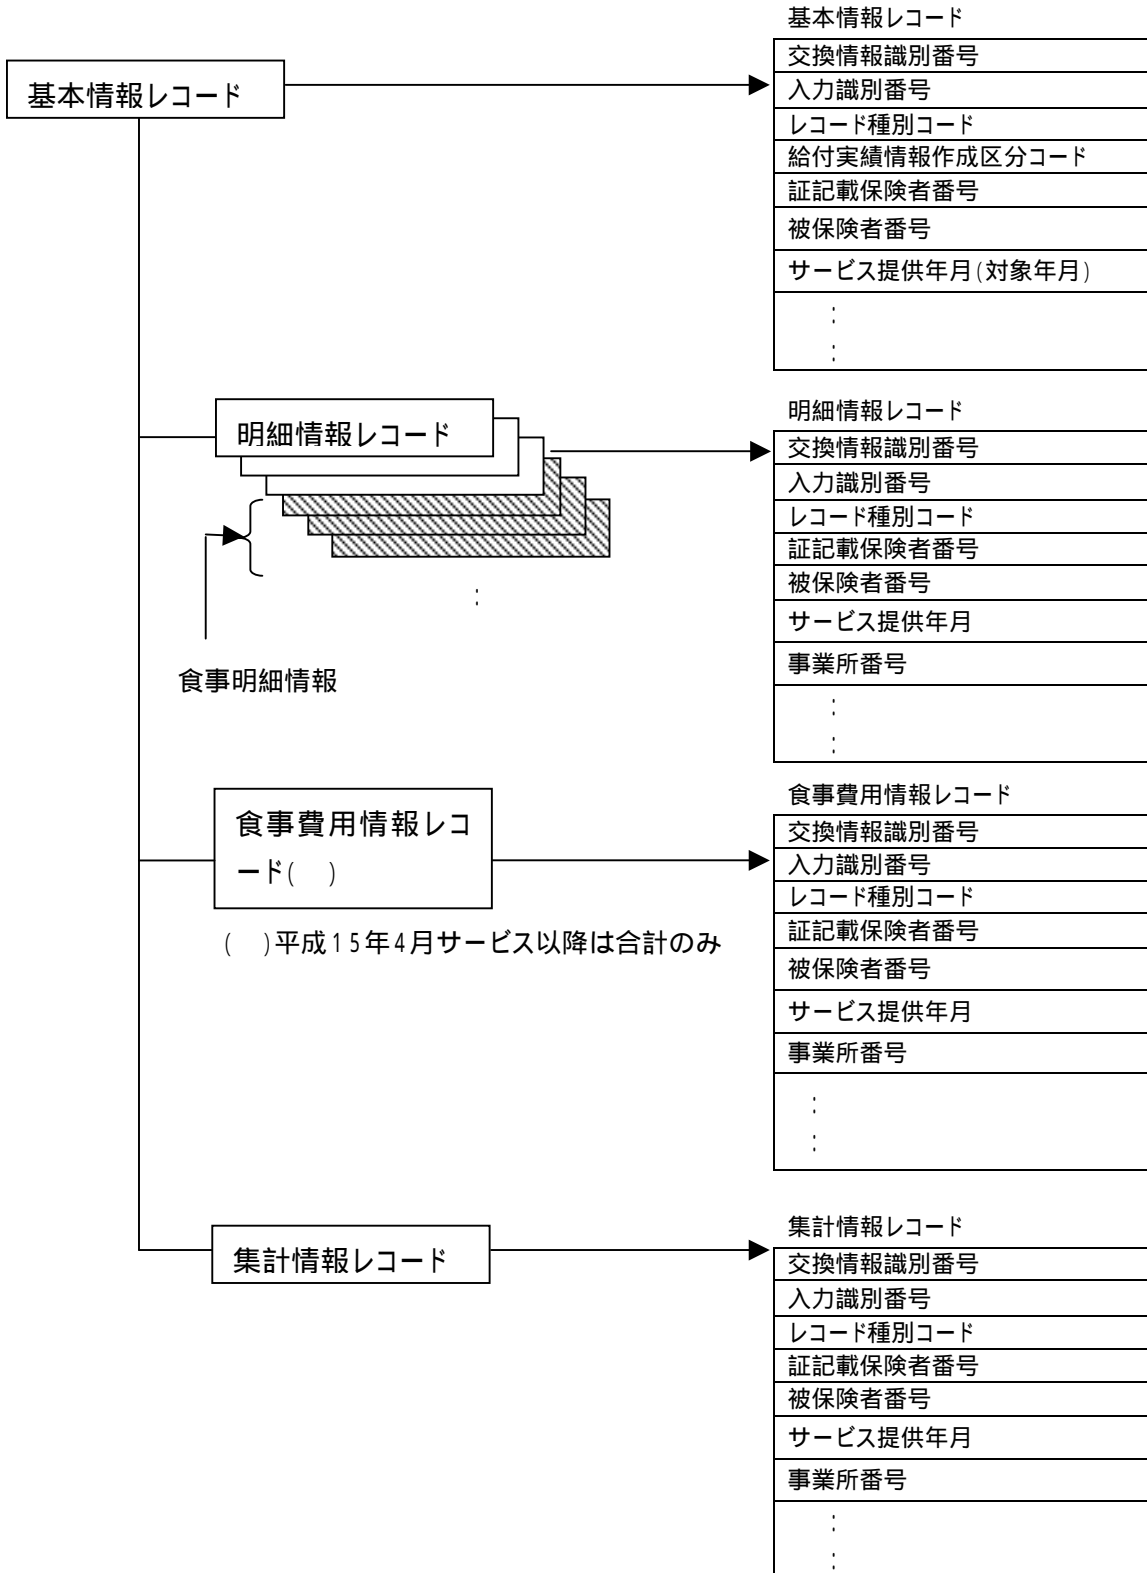 基本情報レコード
基本情報レコード
交換情報識別番号
入力識別番号
レコード種別コード
給付実績情報作成区分コード
証記載保険者番号
被保険者番号
サービス提供年月(対象年月)
:
:
明細情報レコード
:
食事明細情報
明細情報レコード
交換情報識別番号
入力識別番号
レコード種別コード
証記載保険者番号
被保険者番号
サービス提供年月
事業所番号
:
:
食事費用情報レコ
ード(　)
(　)平成15年4月サービス以降は合計のみ
食事費用情報レコード
交換情報識別番号
入力識別番号
レコード種別コード
証記載保険者番号
被保険者番号
サービス提供年月
事業所番号
:
:
集計情報レコード
集計情報レコード
交換情報識別番号
入力識別番号
レコード種別コード
証記載保険者番号
被保険者番号
サービス提供年月
事業所番号
:
: